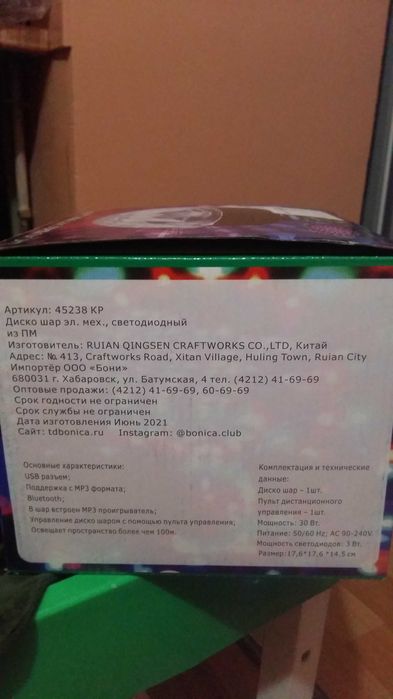 Артикул: 45238 КР
Диско шар эл. мех., светодиодный
из ПМ
Изготовитель: RUIAN QINGSEN CRAFTWORKS CO.,LTD, Китай
Адрес: № 413, Craftworks Road, Xitan Village, Huling Town, Ruian City
Импортёр ООО «Бони»
680031 г. Хабаровск, ул. Батумская, 4 тел. (4212) 41-69-69
Оптовые продажи: (4212) 41-69-69, 60-69-69
Срок годности не ограничен
Срок службы не ограничен
Дата изготовления Июнь 2021
Сайт: tdbonica.ru Instagram: @bonica.club
Основные характеристики:
USB разъем;
Поддержка с MP3 формата;
Bluetooth;
В шар встроен MP3 проигрыватель;
Управление диско шаром с помощью пульта управления;
Освещает пространство более чем 100м.
Комплектация и технические
данные:
Диско шар – 1шт.
Пульт дистанционного
управления – 1шт.
Мощность: 30 Вт.
Питание: 50/60 Hz; AC 90-240V.
Мощность светодиодов: 3 Вт.
Размер:17,6*17,6 *14,5 см